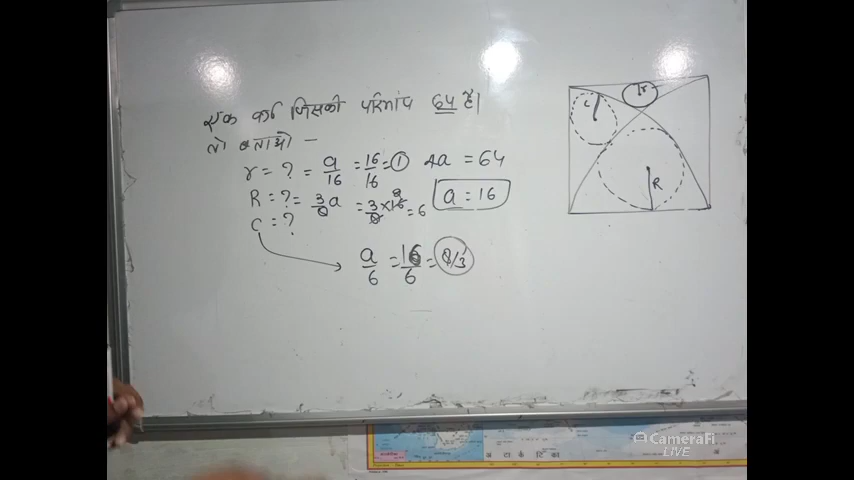 एक वर्ग जिसकी परिमाप 64 है।
तो बताओ -
r = ? = a/16 = 16/16 = 1 4a = 64
R = ? = 3/8 a = 3/8 × 16 = 6 a = 16
c = ?
a/6 = 16/6 = 8/3
c
r
R
CameraFi
LIVE
अं टा र्क टि का